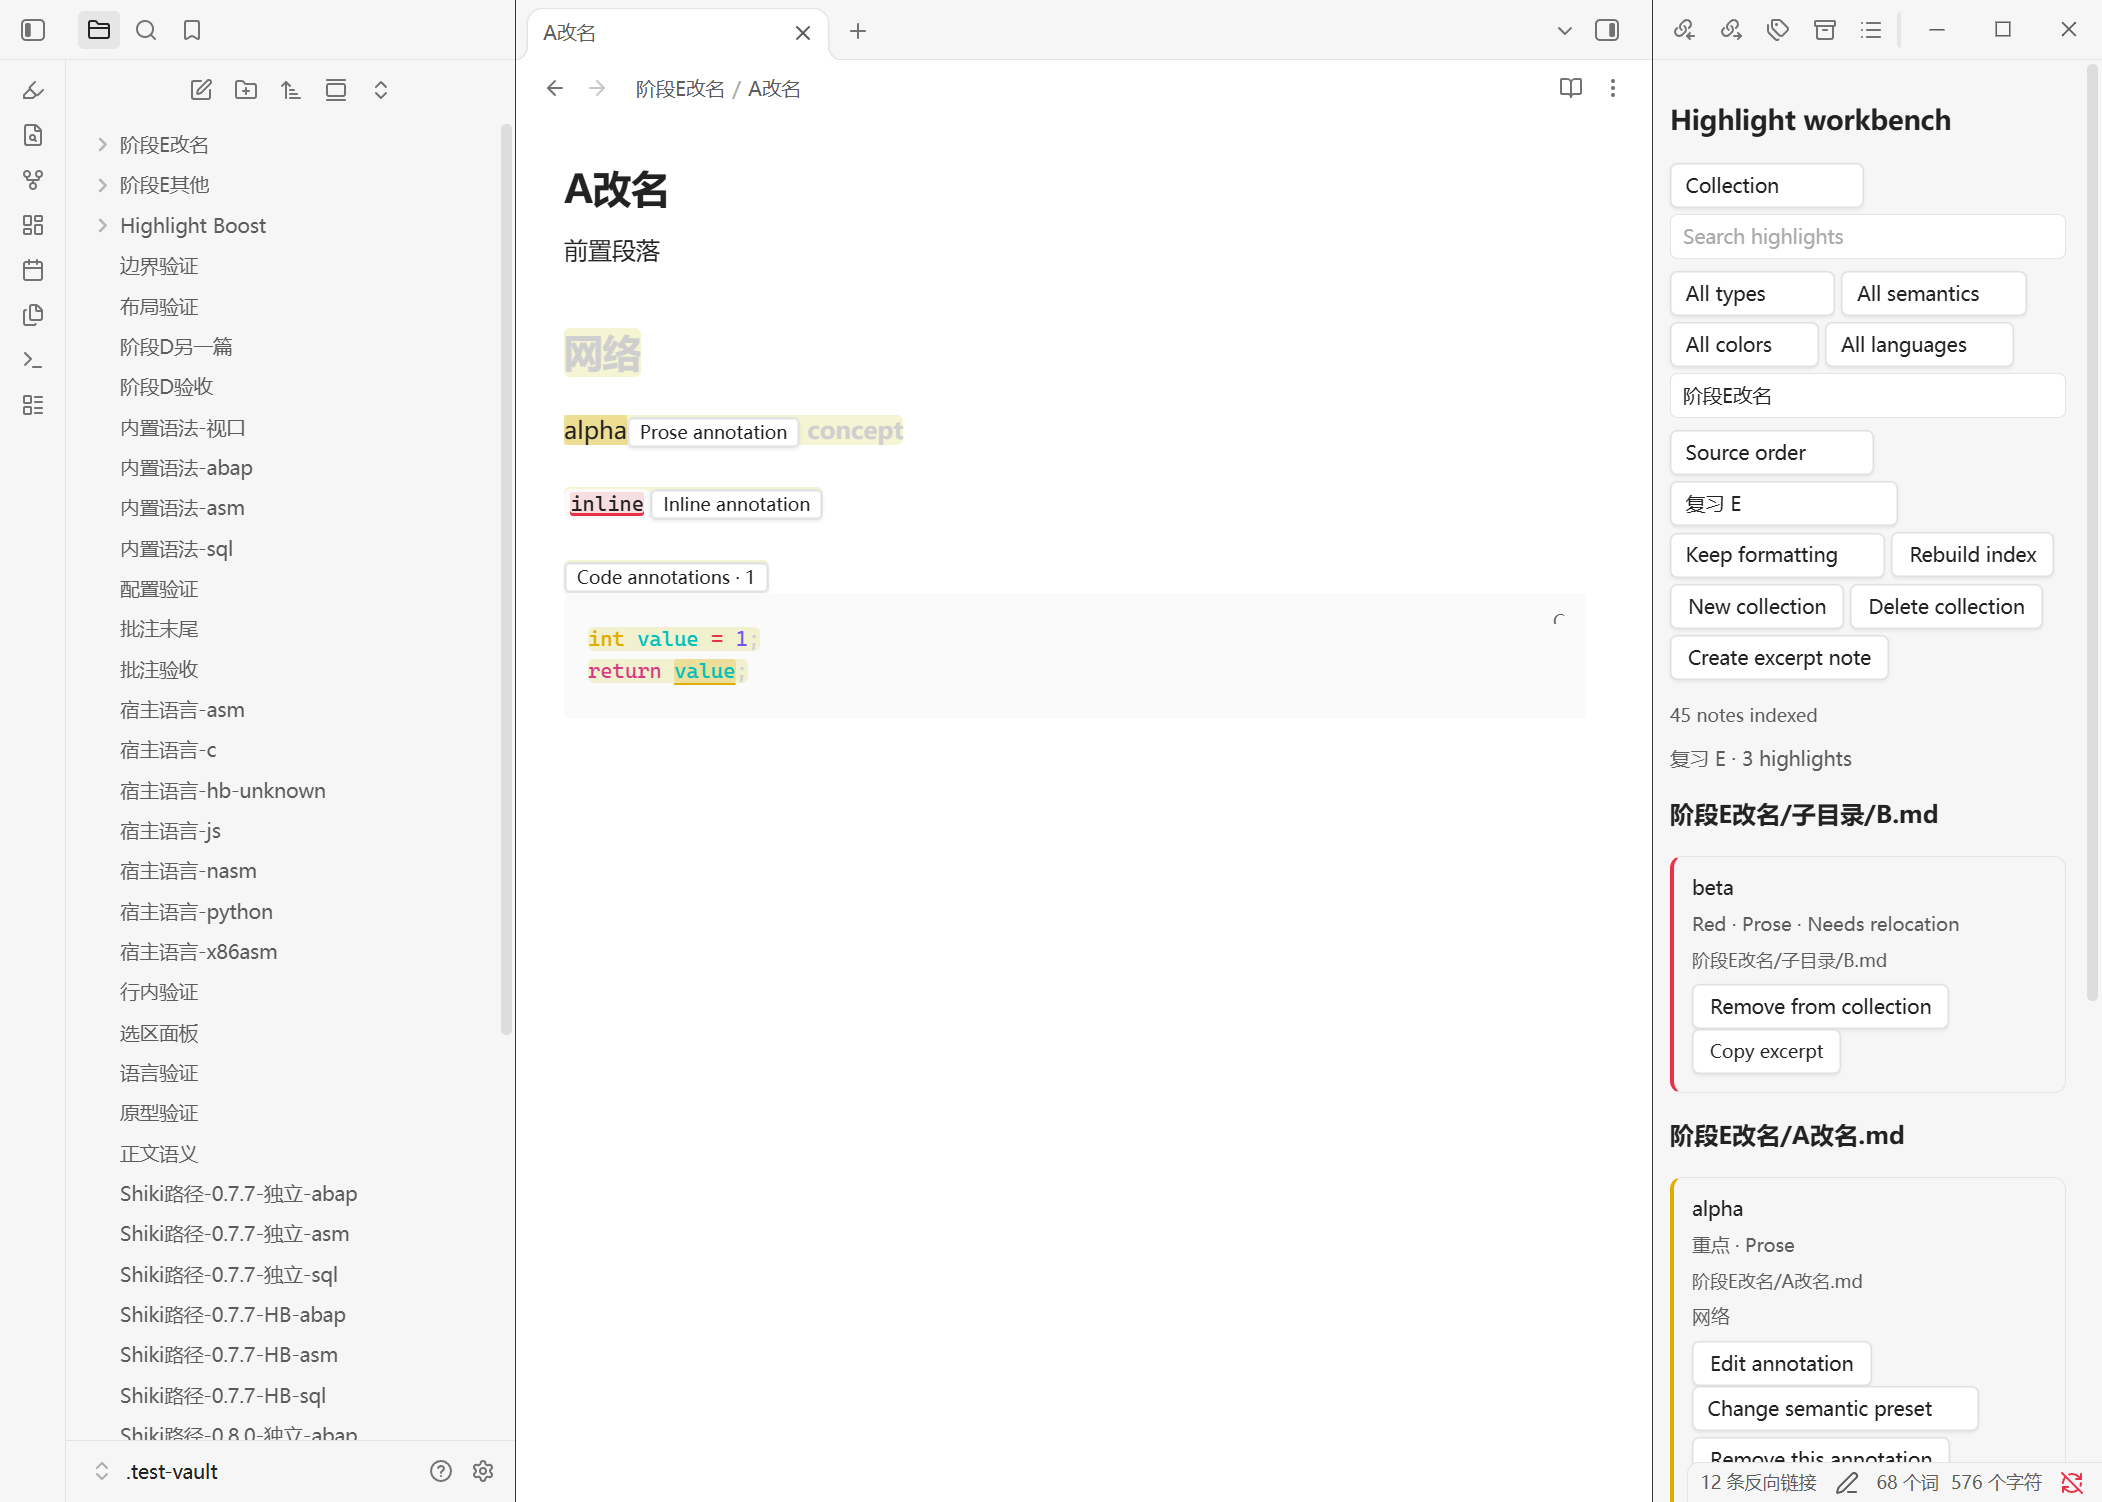 阶段E改名
阶段E其他
Highlight Boost
边界验证
布局验证
阶段D另一篇
阶段D验收
内置语法-视口
内置语法-abap
内置语法-asm
内置语法-sql
配置验证
批注末尾
批注验收
宿主语言-asm
宿主语言-c
宿主语言-hb-unknown
宿主语言-js
宿主语言-nasm
宿主语言-python
宿主语言-x86asm
行内验证
选区面板
语言验证
原型验证
正文语义
Shiki路径-0.7.7-独立-abap
Shiki路径-0.7.7-独立-asm
Shiki路径-0.7.7-独立-sql
Shiki路径-0.7.7-HB-abap
Shiki路径-0.7.7-HB-asm
Shiki路径-0.7.7-HB-sql
Shiki路径-0.8.0-独立-abap
.test-vault
A改名
阶段E改名 / A改名
A改名
前置段落
网络
alpha Prose annotation concept
inline Inline annotation
Code annotations · 1
int value = 1;
return value;
Highlight workbench
Collection
Search highlights
All types All semantics
All colors All languages
阶段E改名
Source order
复习 E
Keep formatting Rebuild index
New collection Delete collection
Create excerpt note
45 notes indexed
复习 E · 3 highlights
阶段E改名/子目录/B.md
beta
Red · Prose · Needs relocation
阶段E改名/子目录/B.md
Remove from collection
Copy excerpt
阶段E改名/A改名.md
alpha
重点 · Prose
阶段E改名/A改名.md
网络
Edit annotation
Change semantic preset
Remove this annotation
12 条反向链接 68 个词 576 个字符